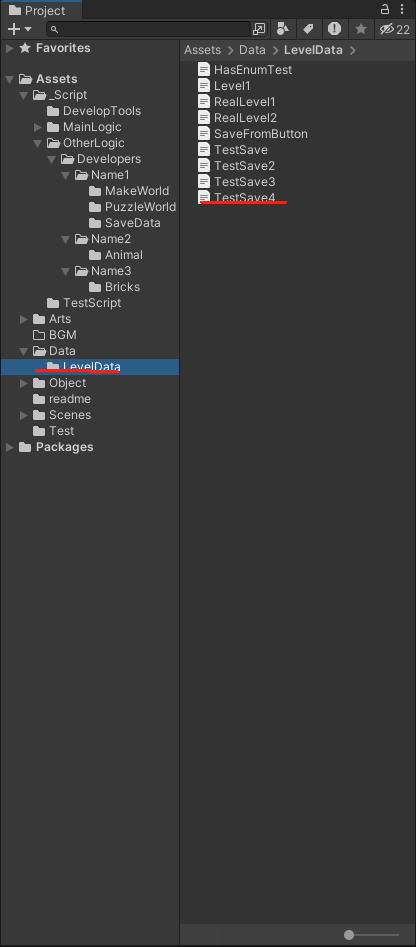 Project
22
Favorites
Assets
_Script
DevelopTools
MainLogic
OtherLogic
Developers
Name1
MakeWorld
PuzzleWorld
SaveData
Name2
Animal
Name3
Bricks
TestScript
Arts
BGM
Data
LevelData
Object
readme
Scenes
Test
Packages
Assets > Data > LevelData >
HasEnumTest
Level1
RealLevel1
RealLevel2
SaveFromButton
TestSave
TestSave2
TestSave3
TestSave4